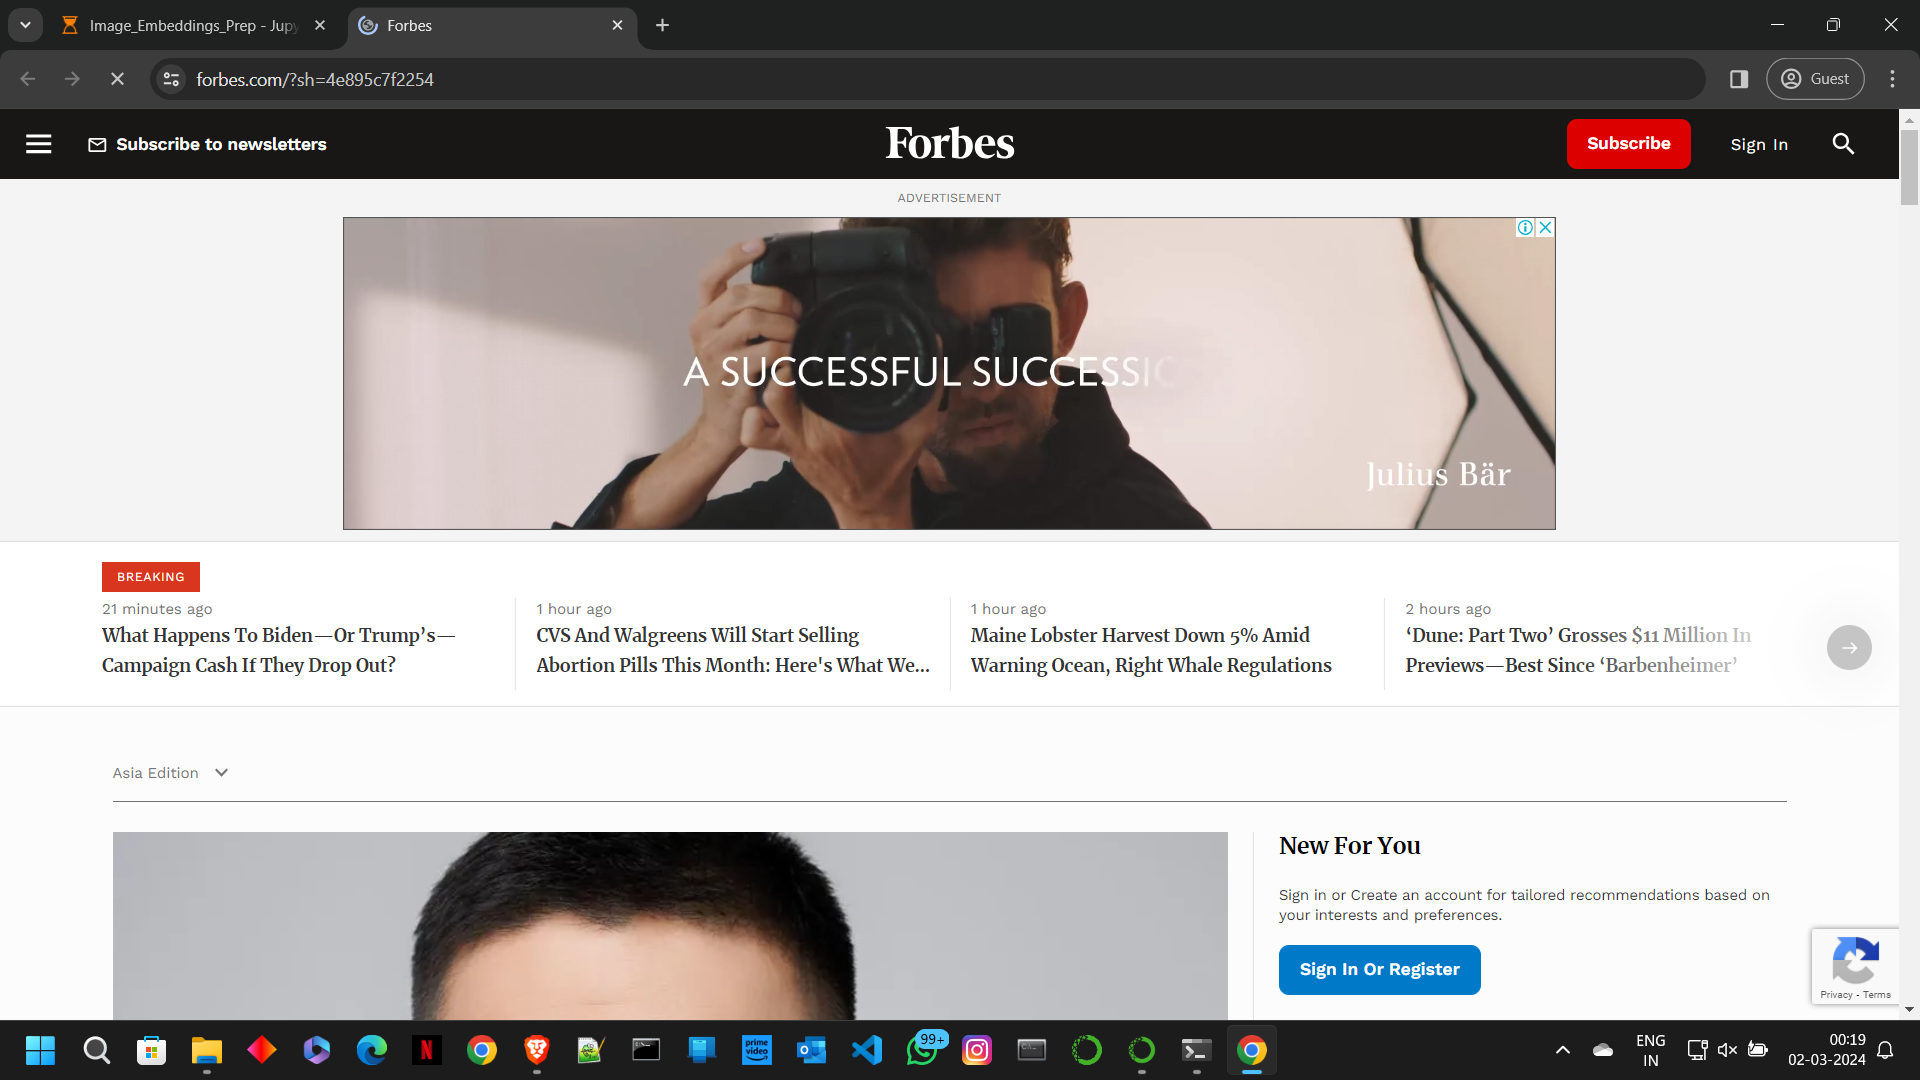 Image_Embeddings_Prep - Jupy
Forbes
forbes.com/?sh=4e895c7f2254
Guest
Subscribe to newsletters
Forbes
Subscribe
Sign In
ADVERTISEMENT
A SUCCESSFUL SUCCESSIO
Julius Bär
BREAKING
21 minutes ago
What Happens To Biden—Or Trump’s—
Campaign Cash If They Drop Out?
1 hour ago
CVS And Walgreens Will Start Selling
Abortion Pills This Month: Here's What We...
1 hour ago
Maine Lobster Harvest Down 5% Amid
Warning Ocean, Right Whale Regulations
2 hours ago
‘Dune: Part Two’ Grosses $11 Million In
Previews—Best Since ‘Barbenheimer’
Asia Edition
New For You
Sign in or Create an account for tailored recommendations based on
your interests and preferences.
Sign In Or Register
Privacy - Terms
prime video
99+
ENG
IN
00:19
02-03-2024